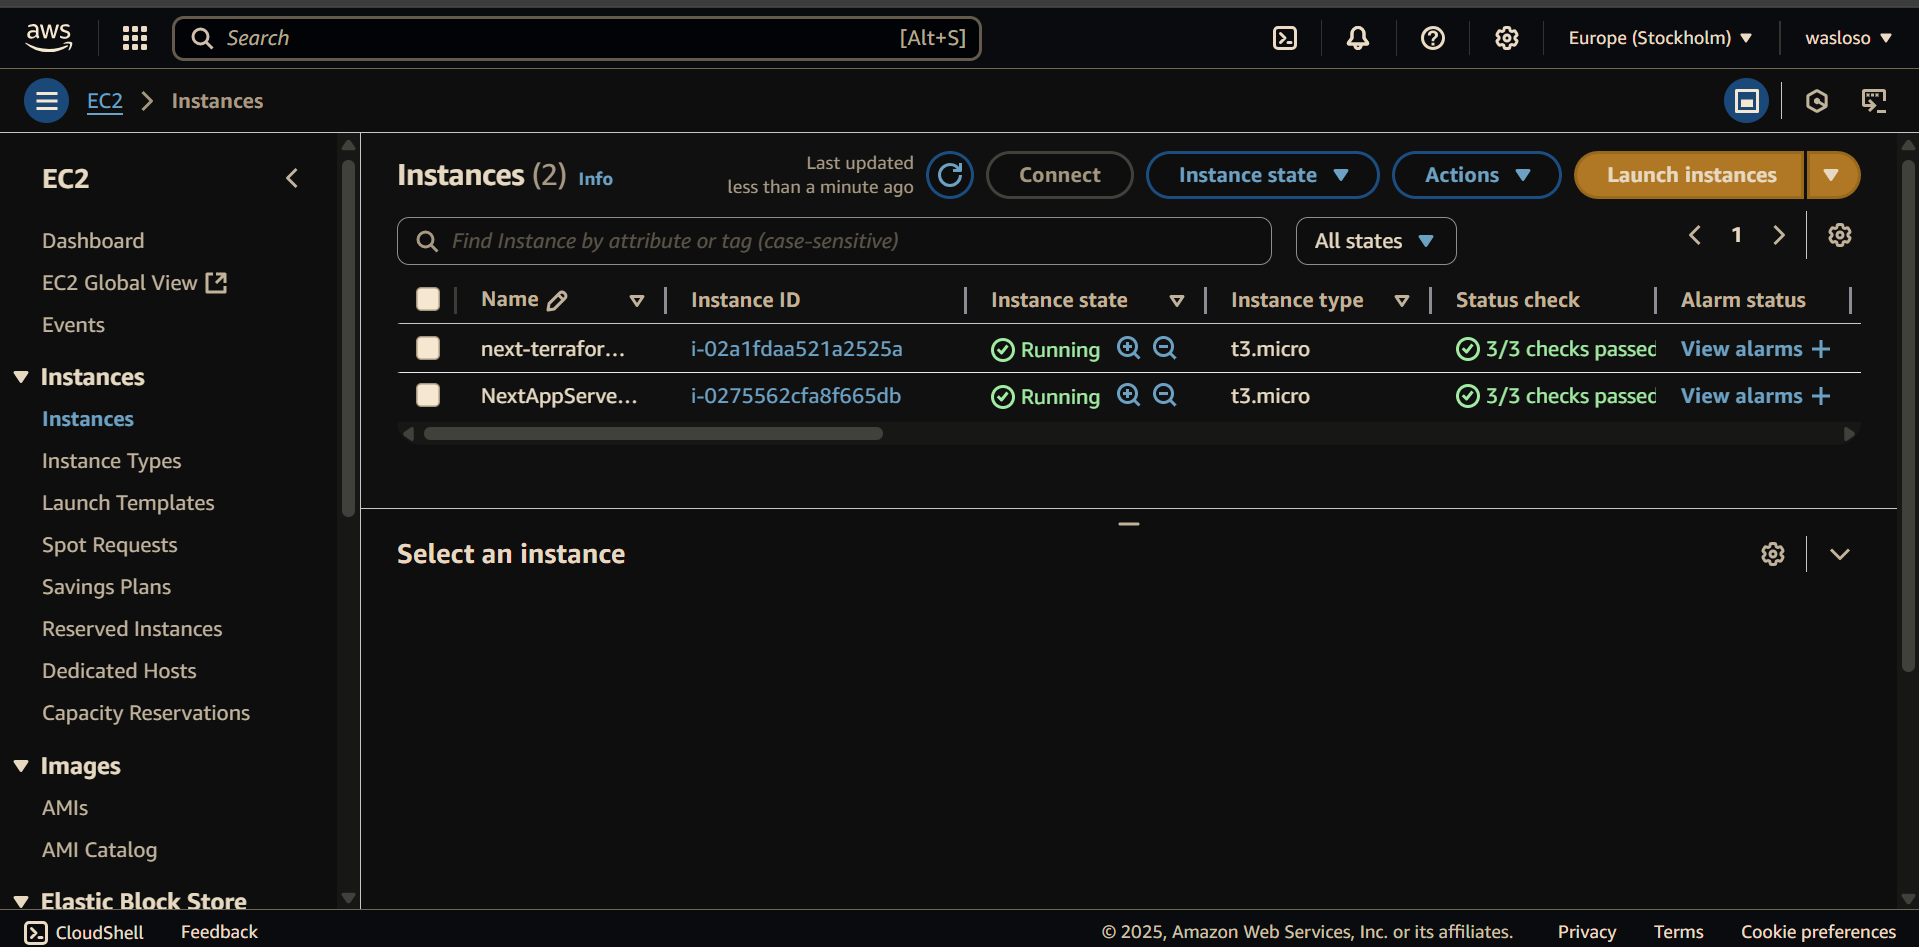 aws
Search [Alt+S]
Europe (Stockholm)
wasloso
EC2
Instances
EC2
Dashboard
EC2 Global View
Events
Instances
Instances
Instance Types
Launch Templates
Spot Requests
Savings Plans
Reserved Instances
Dedicated Hosts
Capacity Reservations
Images
AMIs
AMI Catalog
Elastic Block Store
Instances (2) Info
Last updated
less than a minute ago
Connect
Instance state
Actions
Launch instances
Find Instance by attribute or tag (case-sensitive)
All states
1
Name Instance ID Instance state Instance type Status check Alarm status
next-terrafor... i-02a1fdaa521a2525a Running t3.micro 3/3 checks passed View alarms +
NextAppServe... i-0275562cfa8f665db Running t3.micro 3/3 checks passed View alarms +
Select an instance
CloudShell Feedback © 2025, Amazon Web Services, Inc. or its affiliates. Privacy Terms Cookie preferences